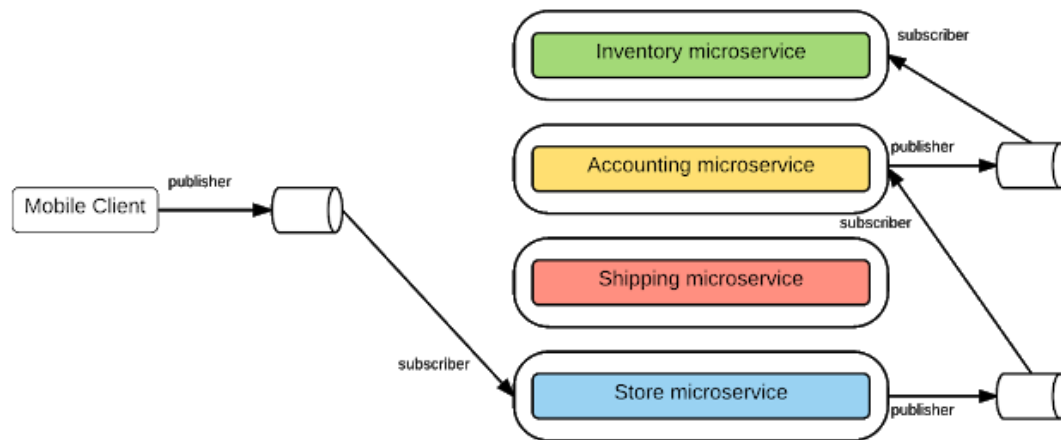 subscriber
Inventory microservice
publisher
Accounting microservice
publisher
Mobile Client
subscriber
Shipping microservice
subscriber
Store microservice
publisher